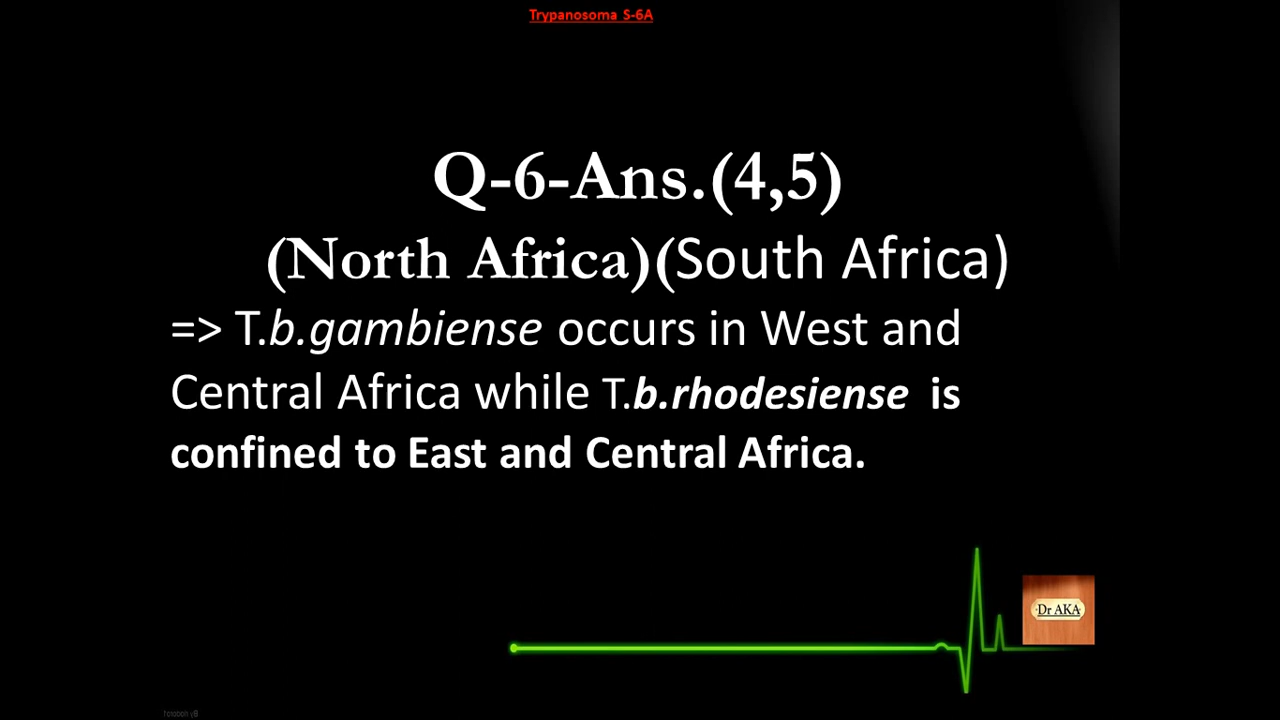 Trypanosoma S-6A
Q-6-Ans.(4,5)
(North Africa)(South Africa)
=> T.b.gambiense occurs in West and
Central Africa while T.b.rhodesiense is
confined to East and Central Africa.
Dr AKA